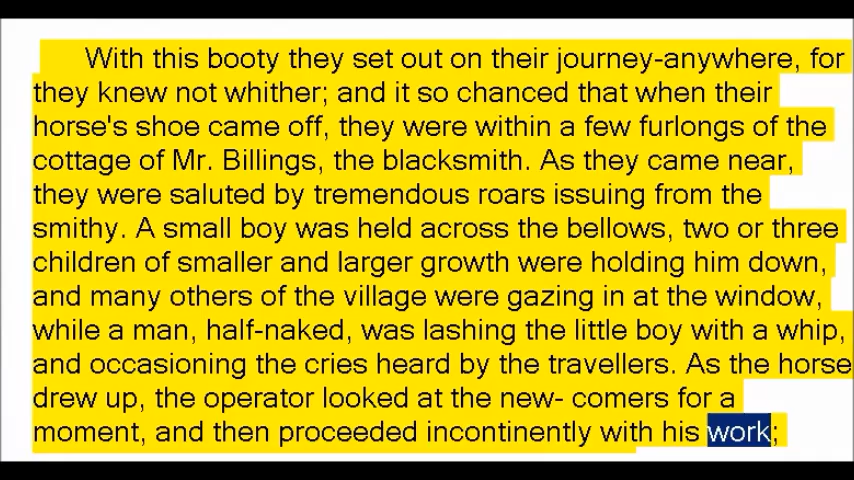 With this booty they set out on their journey-anywhere, for
they knew not whither; and it so chanced that when their
horse's shoe came off, they were within a few furlongs of the
cottage of Mr. Billings, the blacksmith. As they came near,
they were saluted by tremendous roars issuing from the
smithy. A small boy was held across the bellows, two or three
children of smaller and larger growth were holding him down,
and many others of the village were gazing in at the window,
while a man, half-naked, was lashing the little boy with a whip,
and occasioning the cries heard by the travellers. As the horse
drew up, the operator looked at the new- comers for a
moment, and then proceeded incontinently with his work;